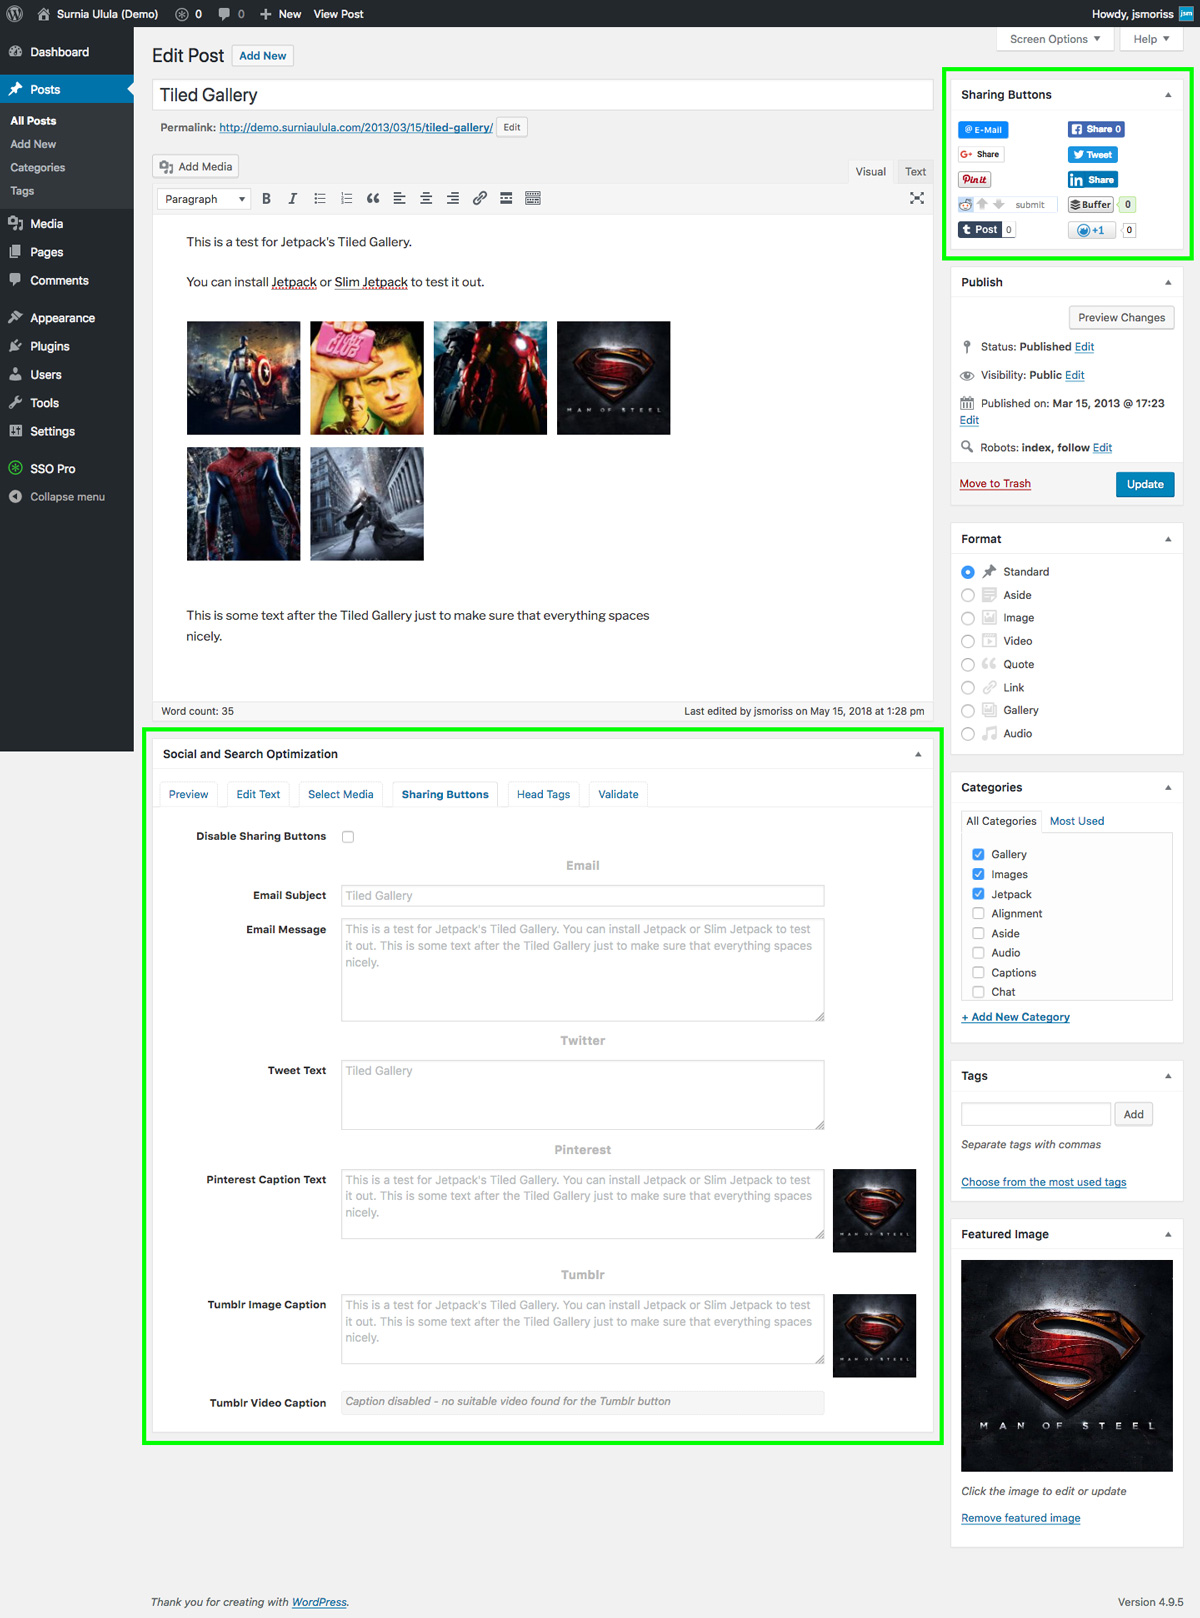 Surnia Ulula (Demo) 0 0 New View Post
Howdy, jsmoriss
Screen Options Help
Dashboard
Posts
All Posts
Add New
Categories
Tags
Media
Pages
Comments
Appearance
Plugins
Users
Tools
Settings
SSO Pro
Collapse menu
Edit Post Add New
Tiled Gallery
Permalink: http://demo.surniaulula.com/2013/03/15/tiled-gallery/ Edit
Add Media
Visual Text
Paragraph B I
This is a test for Jetpack's Tiled Gallery.
You can install Jetpack or Slim Jetpack to test it out.
MAN OF STEEL
This is some text after the Tiled Gallery just to make sure that everything spaces
nicely.
Word count: 35
Last edited by jsmoriss on May 15, 2018 at 1:28 pm
Social and Search Optimization
Preview Edit Text Select Media Sharing Buttons Head Tags Validate
Disable Sharing Buttons
Email
Email Subject Tiled Gallery
Email Message This is a test for Jetpack's Tiled Gallery. You can install Jetpack or Slim Jetpack to test
it out. This is some text after the Tiled Gallery just to make sure that everything spaces
nicely.
Twitter
Tweet Text Tiled Gallery
Pinterest
Pinterest Caption Text This is a test for Jetpack's Tiled Gallery. You can install Jetpack or Slim Jetpack to test
it out. This is some text after the Tiled Gallery just to make sure that everything spaces
nicely.
MAN OF STEEL
Tumblr
Tumblr Image Caption This is a test for Jetpack's Tiled Gallery. You can install Jetpack or Slim Jetpack to test
it out. This is some text after the Tiled Gallery just to make sure that everything spaces
nicely.
MAN OF STEEL
Tumblr Video Caption Caption disabled - no suitable video found for the Tumblr button
Sharing Buttons
@ E-Mail Share 0
G+ Share Tweet
Pin it in Share
submit Buffer 0
t Post 0 +1 0
Publish
Preview Changes
Status: Published Edit
Visibility: Public Edit
Published on: Mar 15, 2013 @ 17:23
Edit
Robots: index, follow Edit
Move to Trash Update
Format
Standard
Aside
Image
Video
Quote
Link
Gallery
Audio
Categories
All Categories Most Used
Gallery
Images
Jetpack
Alignment
Aside
Audio
Captions
Chat
+ Add New Category
Tags
Add
Separate tags with commas
Choose from the most used tags
Featured Image
MAN OF STEEL
Click the image to edit or update
Remove featured image
Thank you for creating with WordPress.
Version 4.9.5